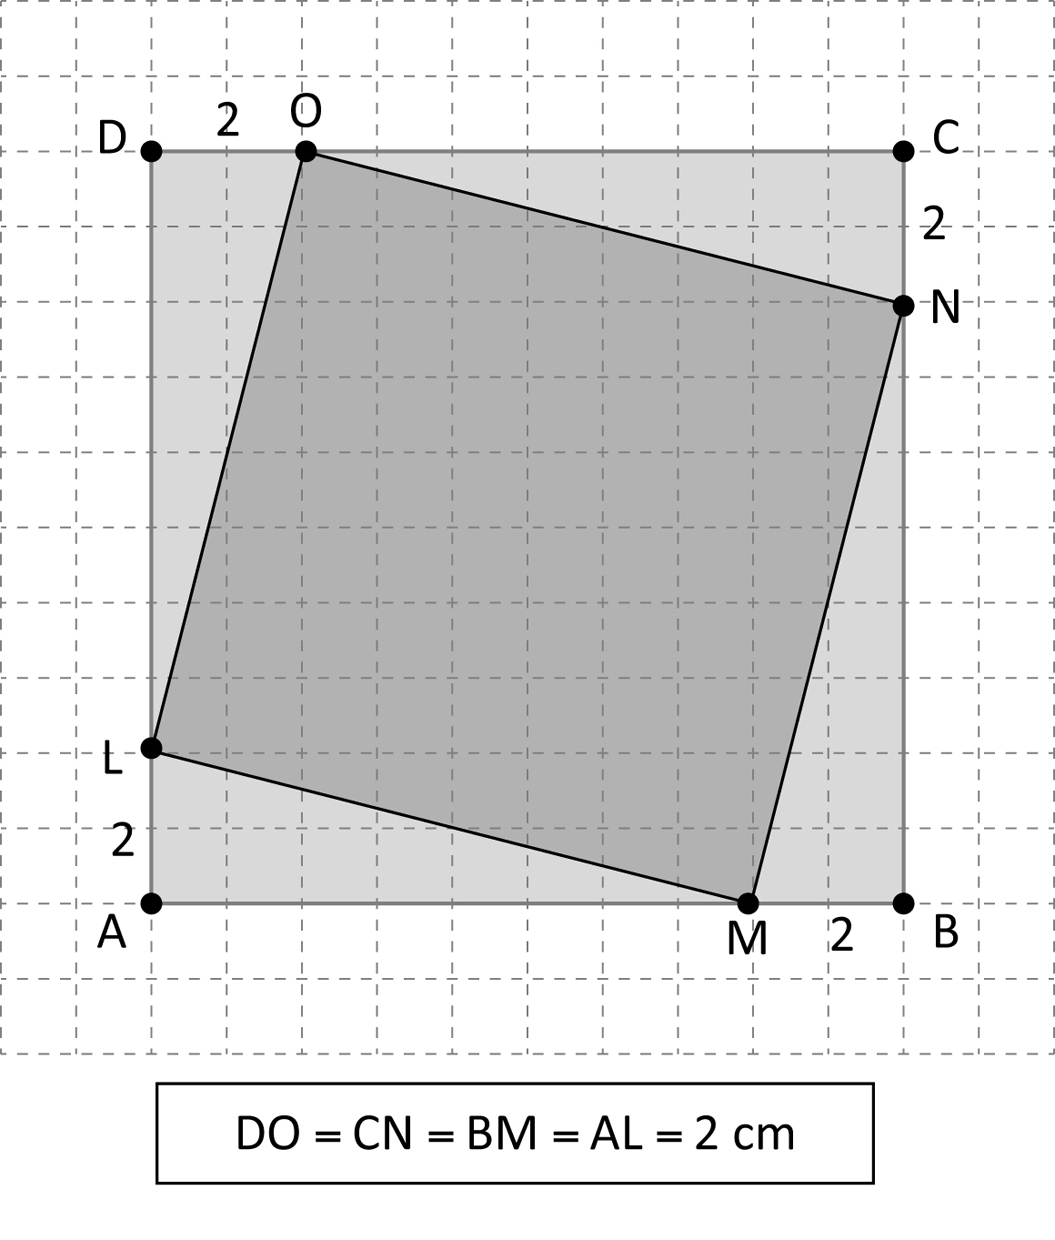 D 2 O C
2
N
L
2
A M 2 B
DO = CN = BM = AL = 2 cm